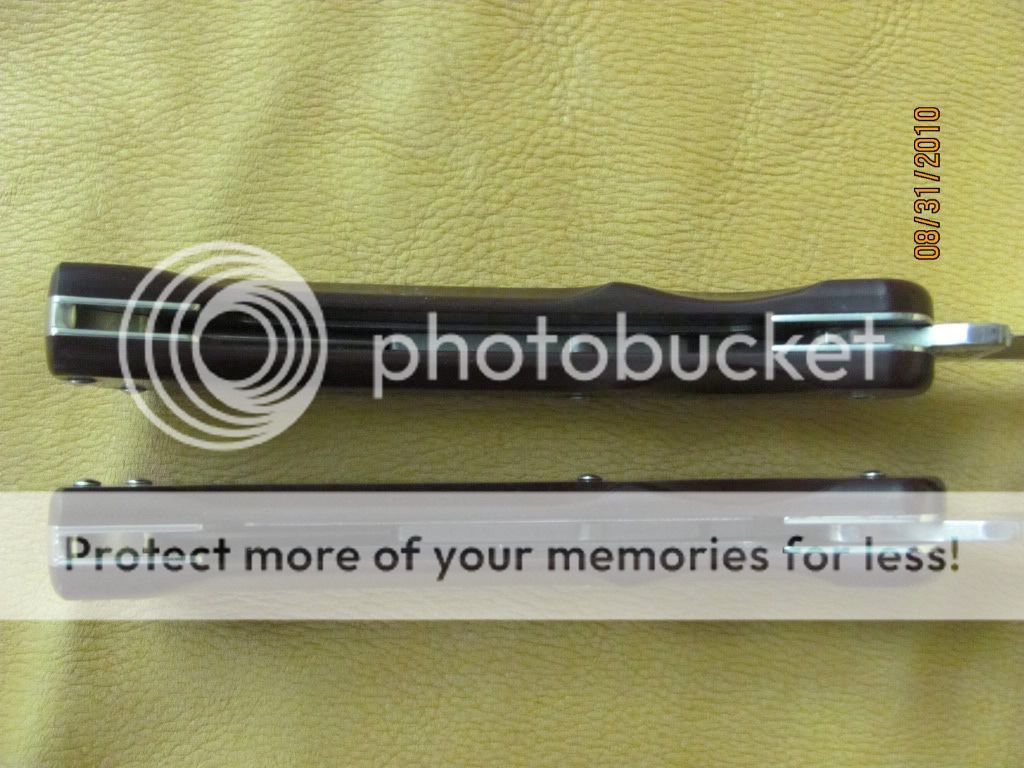 08/31/2010
photobucket
Protect more of your memories for less!